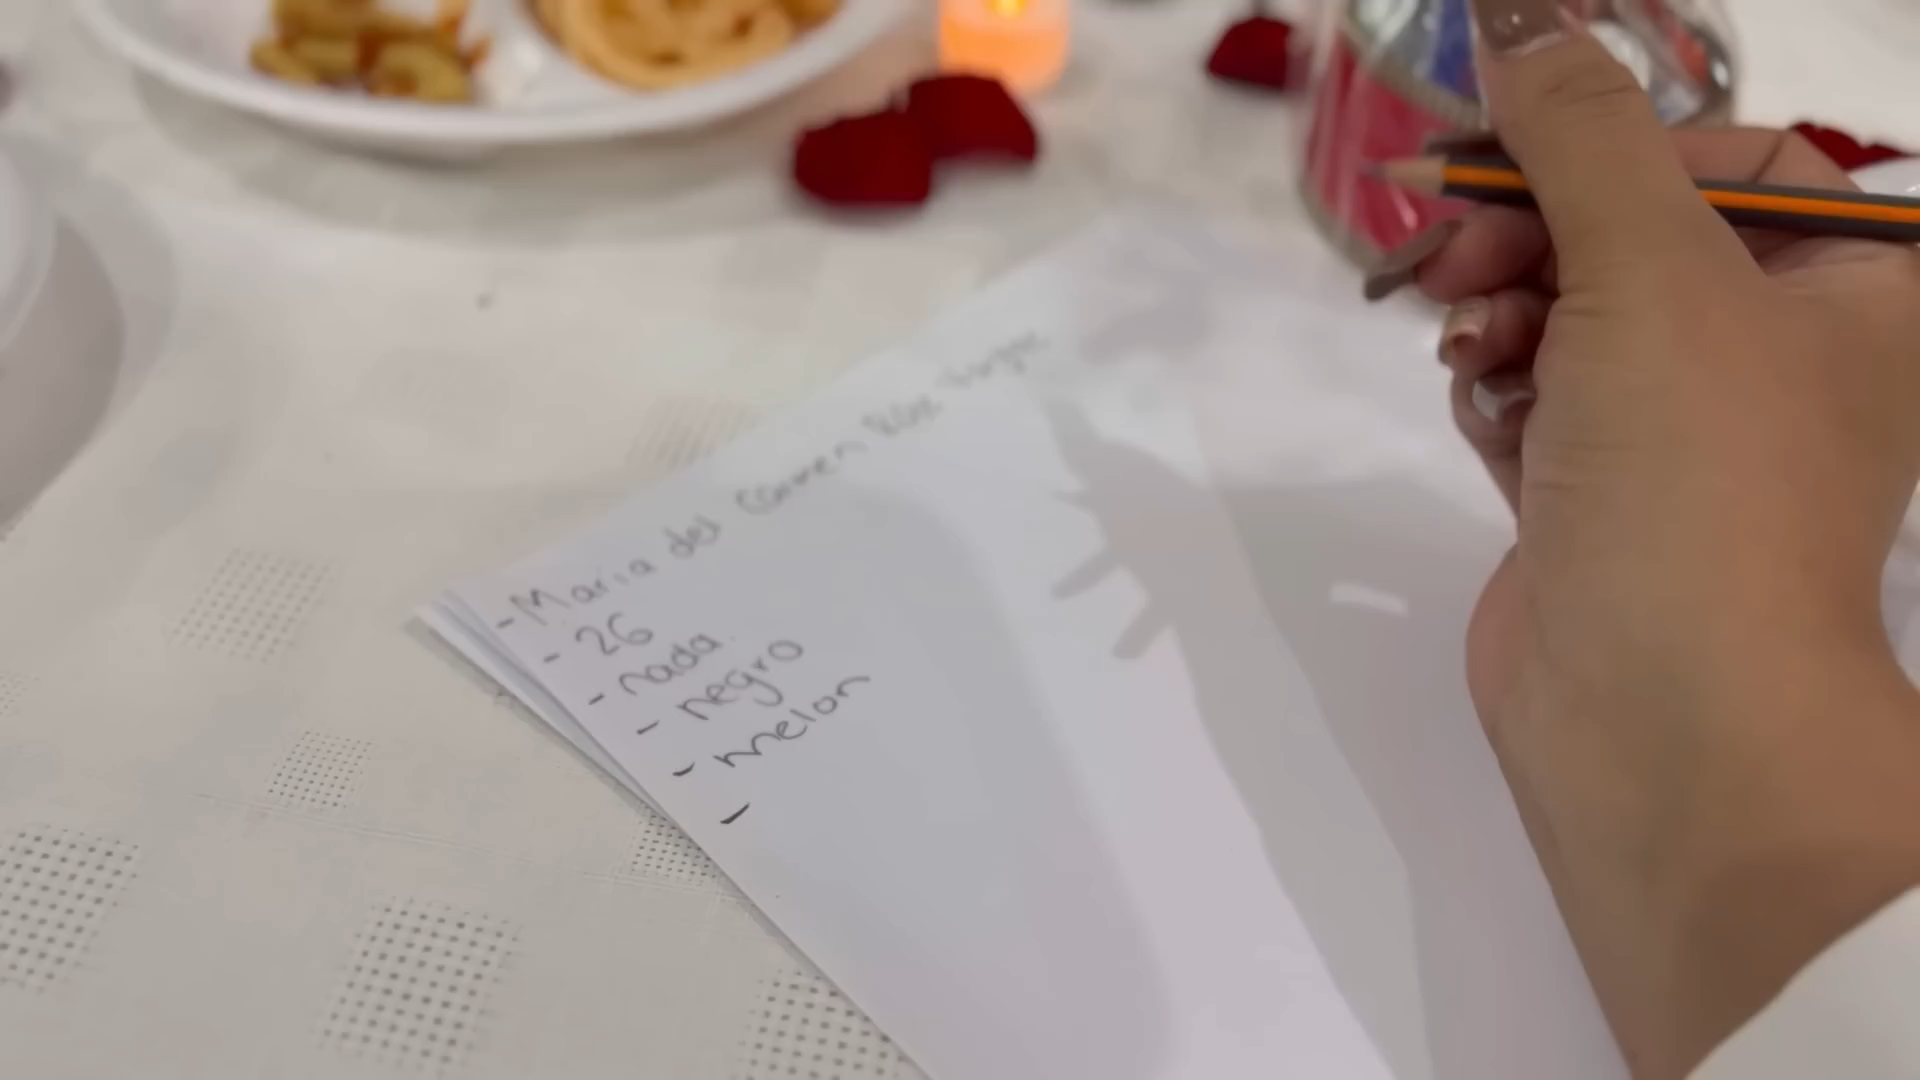 - Maria del Carmen
- 26
- nada
- negro
- melon
-